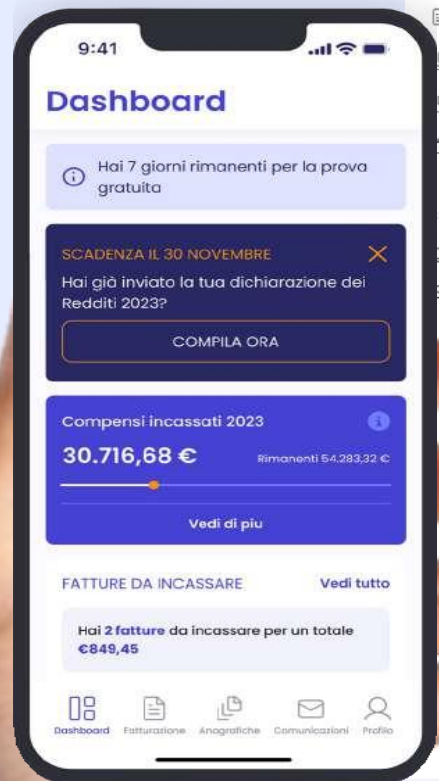 9:41
Dashboard
Hai 7 giorni rimanenti per la prova
gratuita
SCADENZA IL 30 NOVEMBRE
Hai già inviato la tua dichiarazione dei
Redditi 2023?
COMPILA ORA
Compensi incassati 2023
30.716,68 €
Rimanenti 54.283,32 €
Vedi di piu
FATTURE DA INCASSARE
Vedi tutto
Hai 2 fatture da incassare per un totale
€849,45
Dashboard Fatturazione Anagrafiche Comunicazioni Profilo